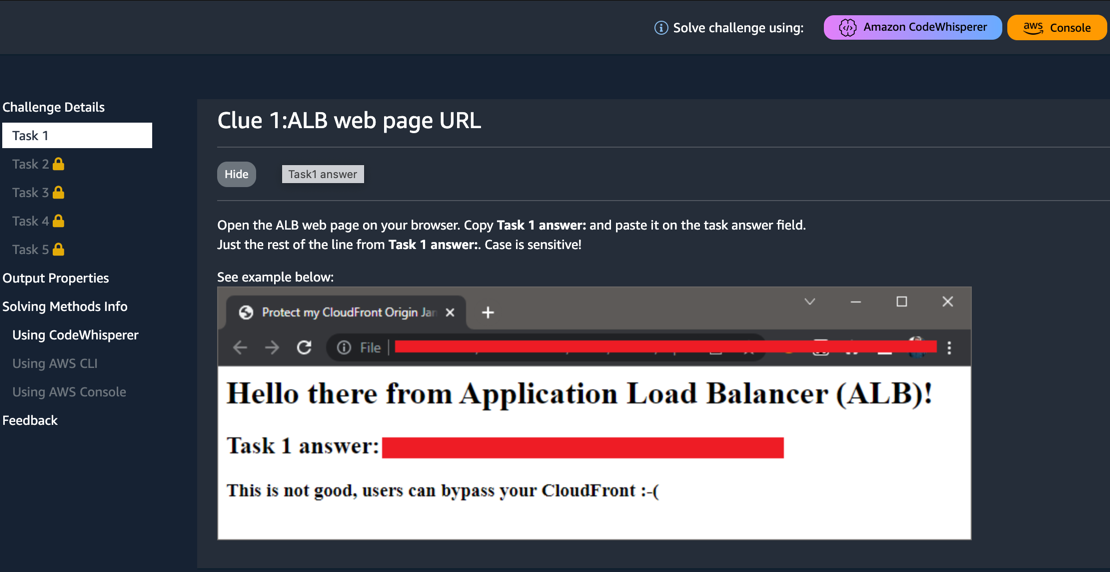 Solve challenge using:
Amazon CodeWhisperer
aws Console
Challenge Details
Task 1
Task 2
Task 3
Task 4
Task 5
Output Properties
Solving Methods Info
Using CodeWhisperer
Using AWS CLI
Using AWS Console
Feedback
Clue 1:ALB web page URL
Hide
Task1 answer
Open the ALB web page on your browser. Copy Task 1 answer: and paste it on the task answer field.
Just the rest of the line from Task 1 answer:. Case is sensitive!
See example below:
Protect my CloudFront Origin Jar
File
Hello there from Application Load Balancer (ALB)!
Task 1 answer:
This is not good, users can bypass your CloudFront :-(